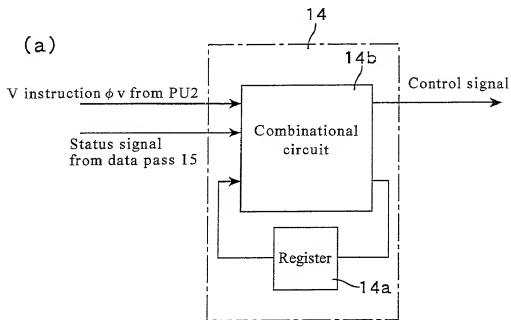 (a)
14
14b
V instruction φv from PU2
Control signal
Status signal
from data pass 15
Combinational
circuit
Register
14a